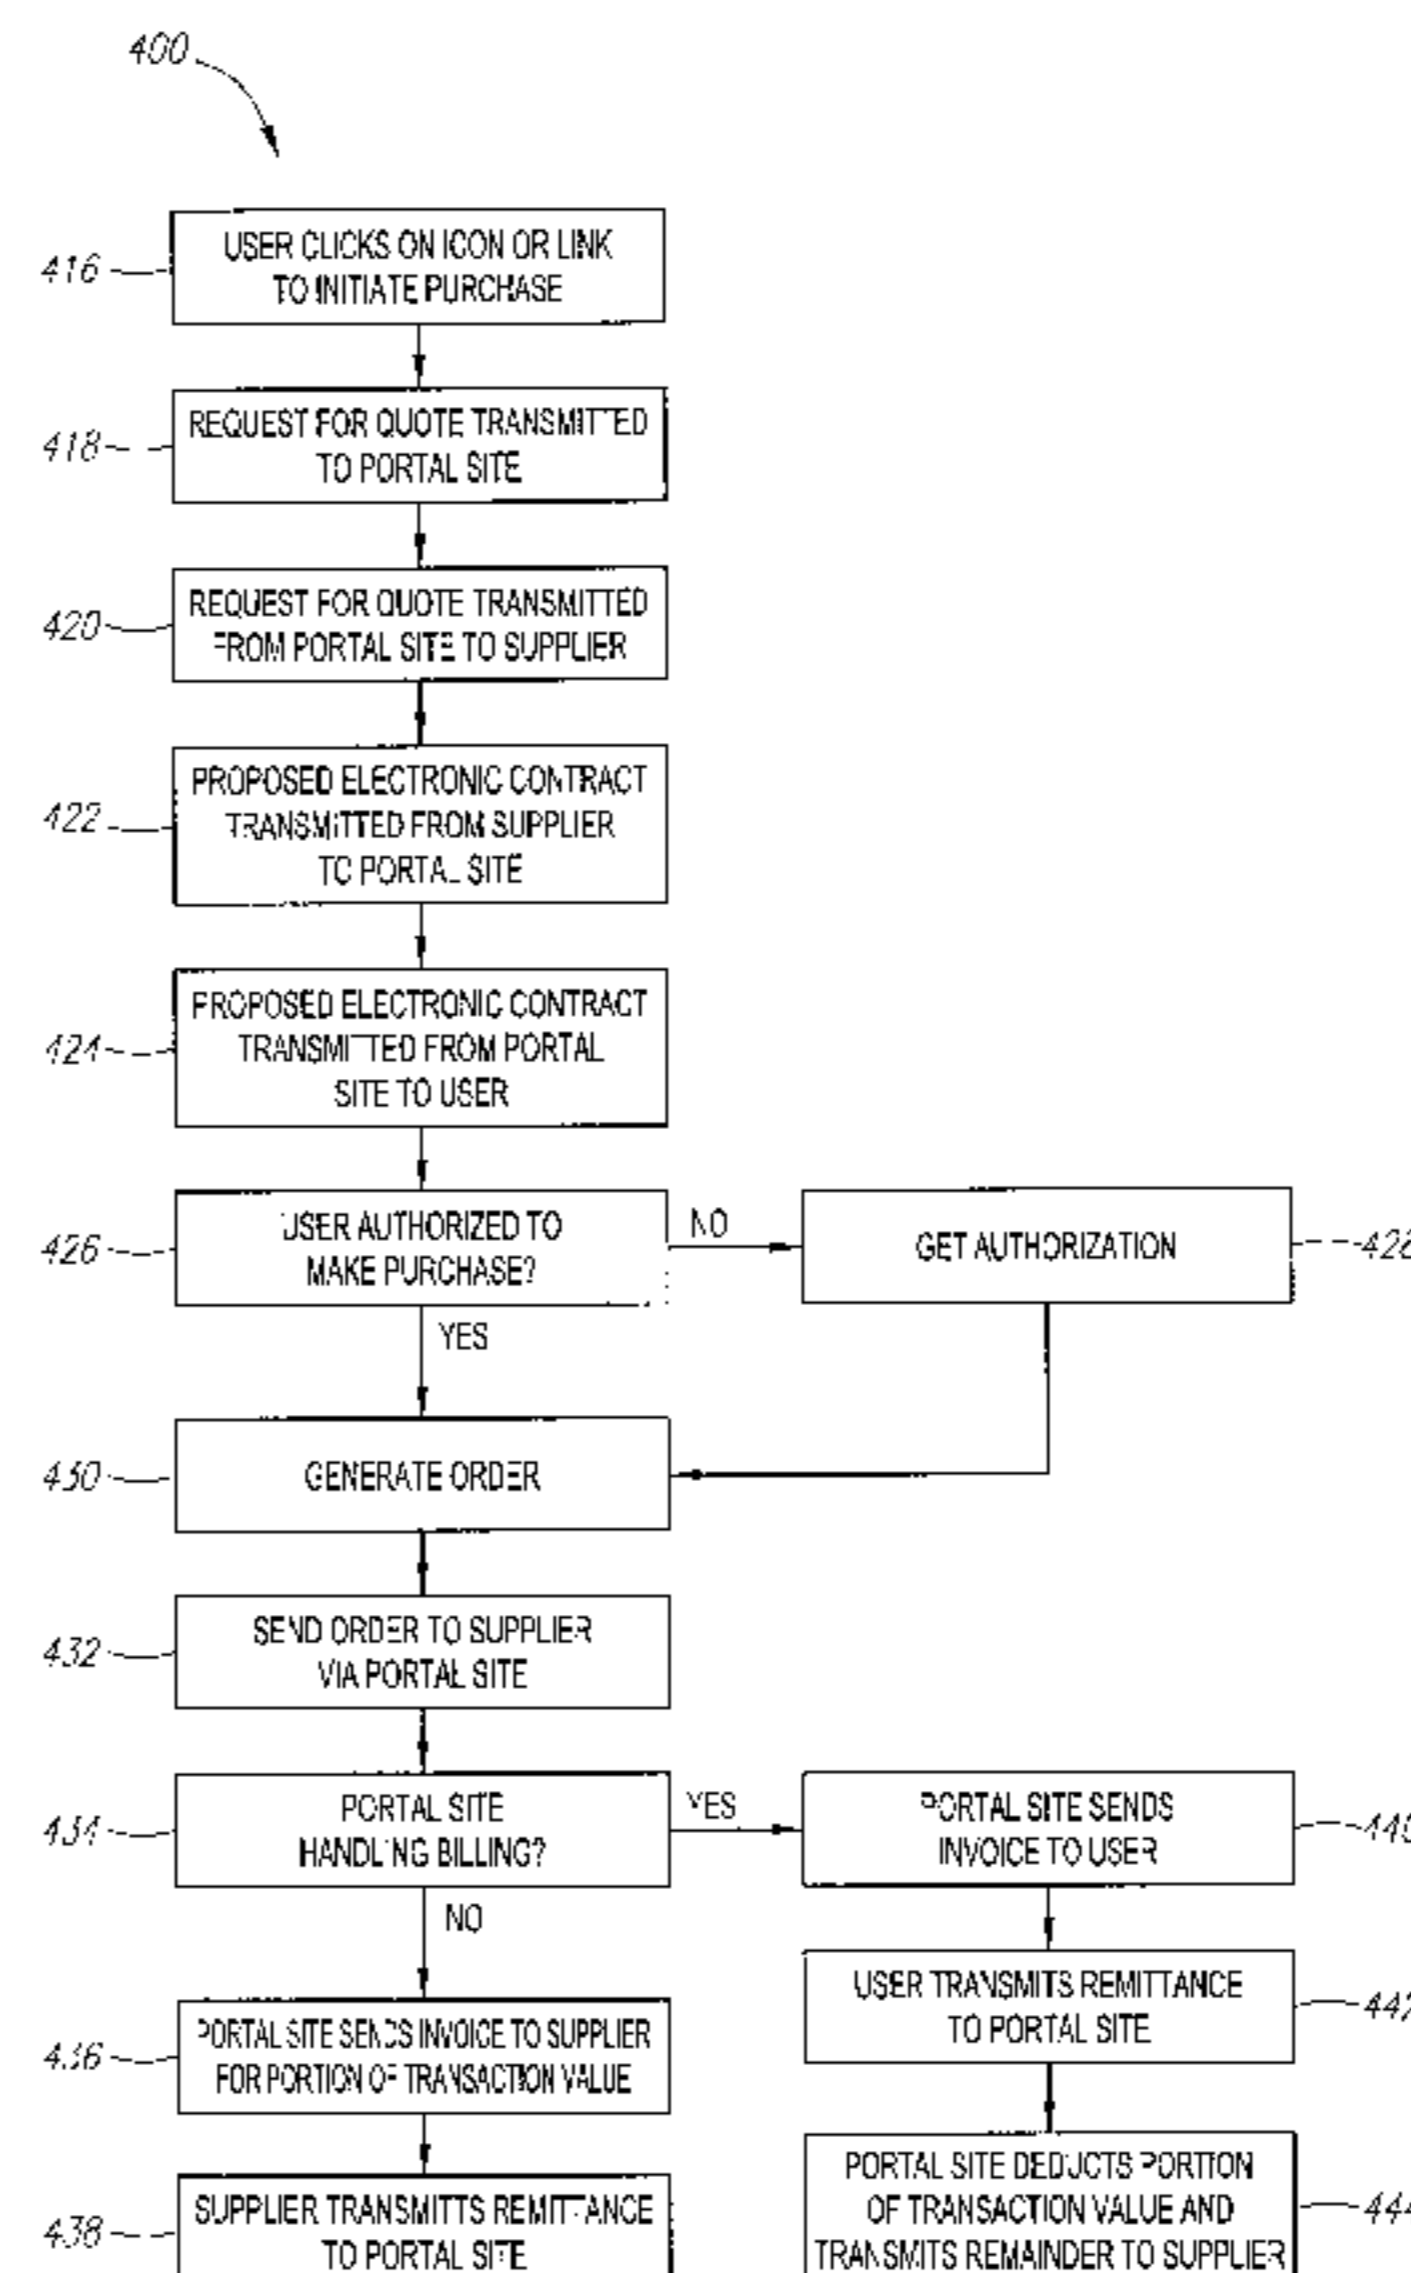 400
416
USER CLICKS ON ICON OR LINK
TO INITIATE PURCHASE
418
REQUEST FOR QUOTE TRANSMITTED
TO PORTAL SITE
420
REQUEST FOR QUOTE TRANSMITTED
FROM PORTAL SITE TO SUPPLIER
422
PROPOSED ELECTRONIC CONTRACT
TRANSMITTED FROM SUPPLIER
TO PORTAL SITE
424
PROPOSED ELECTRONIC CONTRACT
TRANSMITTED FROM PORTAL
SITE TO USER
426
USER AUTHORIZED TO
MAKE PURCHASE?
NO
GET AUTHORIZATION
428
YES
430
GENERATE ORDER
432
SEND ORDER TO SUPPLIER
VIA PORTAL SITE
434
PORTAL SITE
HANDLING BILLING?
YES
PORTAL SITE SENDS
INVOICE TO USER
440
NO
USER TRANSMITS REMITTANCE
TO PORTAL SITE
442
436
PORTAL SITE SENDS INVOICE TO SUPPLIER
FOR PORTION OF TRANSACTION VALUE
438
SUPPLIER TRANSMITTS REMITTANCE
TO PORTAL SITE
PORTAL SITE DEDUCTS PORTION
OF TRANSACTION VALUE AND
TRANSMITS REMAINDER TO SUPPLIER
444